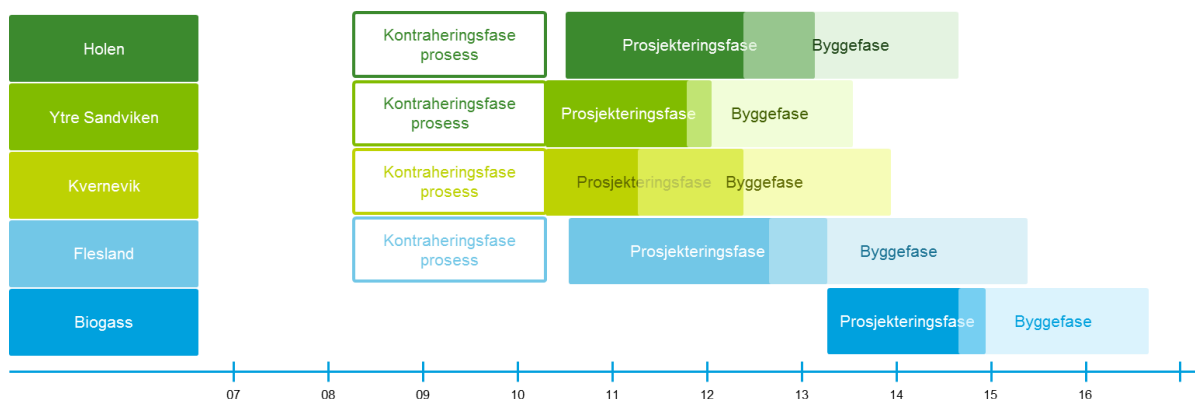 Holen
Kontraheringsfase
prosess
Prosjekteringsfase
Byggefase
Ytre Sandviken
Kontraheringsfase
prosess
Prosjekteringsfase
Byggefase
Kvernevik
Kontraheringsfase
prosess
Prosjekteringsfase
Byggefase
Flesland
Kontraheringsfase
prosess
Prosjekteringsfase
Byggefase
Biogass
Prosjekteringsfase
Byggefase
07 08 09 10 11 12 13 14 15 16